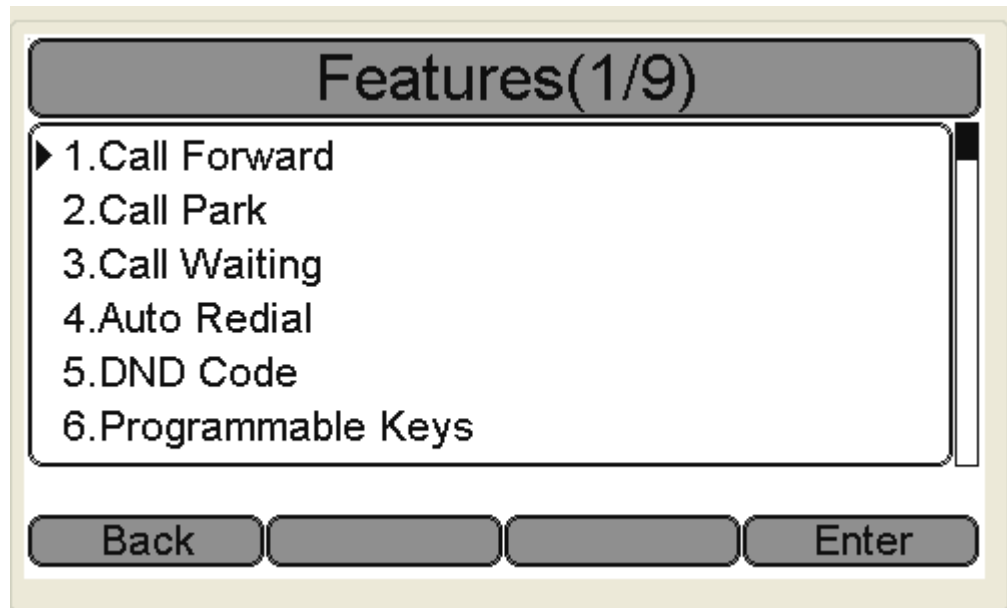 Features(1/9)
1.Call Forward
2.Call Park
3.Call Waiting
4.Auto Redial
5.DND Code
6.Programmable Keys
Back Enter